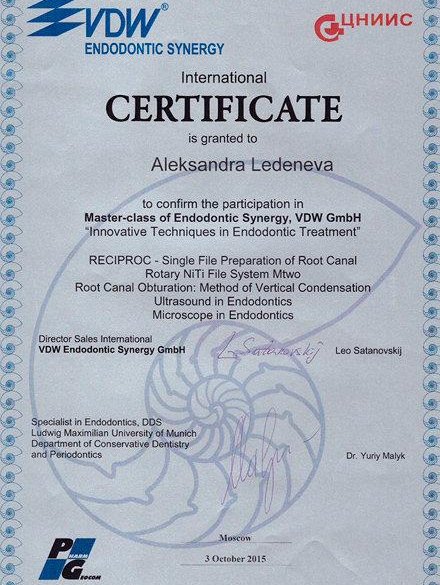 VDW®
ENDODONTIC SYNERGY
ЦНИИС
International
CERTIFICATE
is granted to
Aleksandra Ledeneva
to confirm the participation in
Master-class of Endodontic Synergy, VDW GmbH
“Innovative Techniques in Endodontic Treatment”
RECIPROC - Single File Preparation of Root Canal
Rotary NiTi File System Mtwo
Root Canal Obturation: Method of Vertical Condensation
Ultrasound in Endodontics
Microscope in Endodontics
Director Sales International
VDW Endodontic Synergy GmbH
L. Satanovskij
Leo Satanovskij
Specialist in Endodontics, DDS
Ludwig Maximilian University of Munich
Department of Conservative Dentistry
and Periodontics
Dr. Yuriy Malyk
Moscow
3 October 2015
PHARM
GEOCOM